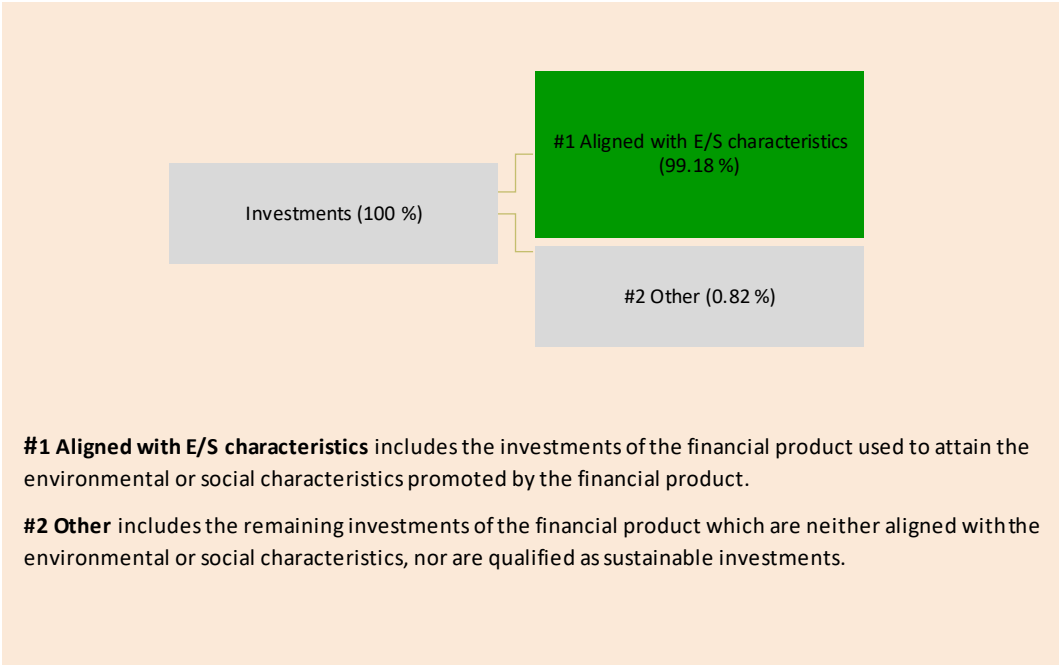 #1 Aligned with E/S characteristics
(99.18 %)
Investments (100 %)
#2 Other (0.82 %)
#1 Aligned with E/S characteristics includes the investments of the financial product used to attain the
environmental or social characteristics promoted by the financial product.
#2 Other includes the remaining investments of the financial product which are neither aligned with the
environmental or social characteristics, nor are qualified as sustainable investments.